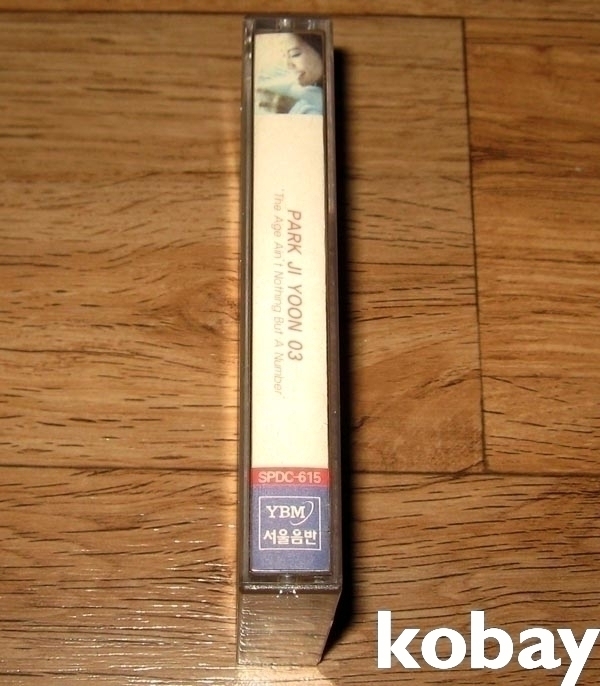 PARK JI YOON 03
'The Age Ain't Nothing But A Number'
SPDC-615
YBM
서울음반
kobay